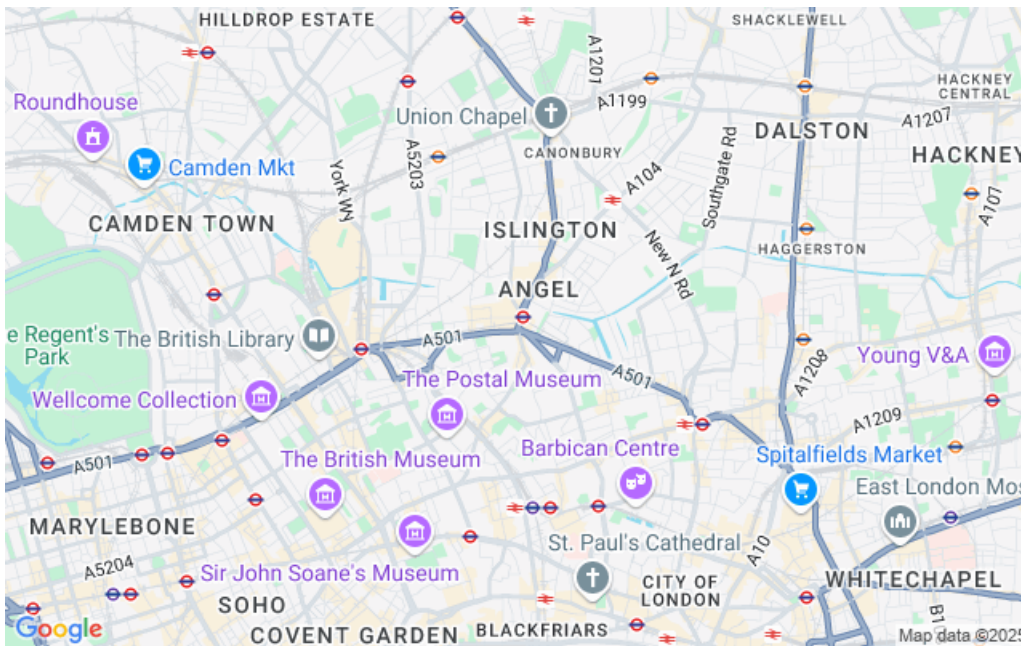 HILLDROP ESTATE
SHACKLEWELL
A1201
HACKNEY
CENTRAL
Roundhouse
Union Chapel
A1199
A1207
DALSTON
Camden Mkt
York Wy
A5203
CANONBURY
A104
Southgate Rd
HACKNEY
A107
CAMDEN TOWN
ISLINGTON
New N Rd
HAGGERSTON
ANGEL
e Regent's
Park
The British Library
A501
A501
A1208
Young V&A
Wellcome Collection
The Postal Museum
A1209
A501
The British Museum
Barbican Centre
Spitalfields Market
East London Mos
MARYLEBONE
St. Paul's Cathedral
A10
A5204
Sir John Soane's Museum
CITY OF
LONDON
WHITECHAPEL
SOHO
Google
COVENT GARDEN
BLACKFRIARS
Map data ©2025